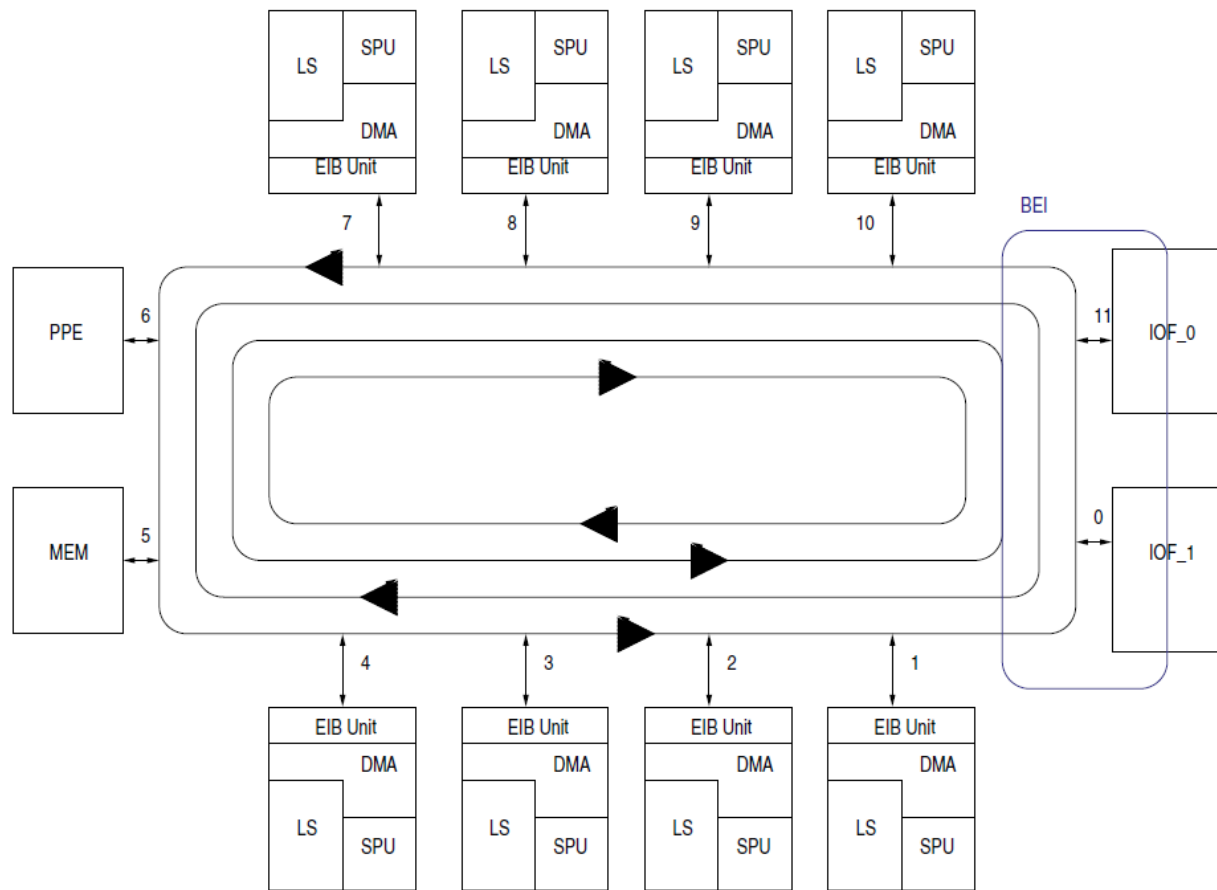 SPU SPU SPU SPU
LS LS LS LS
DMA DMA DMA DMA
EIB Unit EIB Unit EIB Unit EIB Unit
7 8 9 10
BEI
6 11
PPE IOF_0
5 0
MEM IOF_1
4 3 2 1
EIB Unit EIB Unit EIB Unit EIB Unit
DMA DMA DMA DMA
LS LS LS LS
SPU SPU SPU SPU